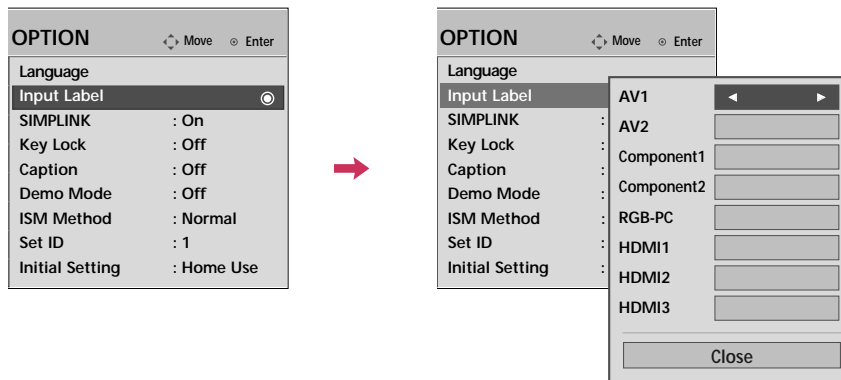 OPTION
Move Enter
Language
Input Label
SIMPLINK : On
Key Lock : Off
Caption : Off
Demo Mode : Off
ISM Method : Normal
Set ID : 1
Initial Setting : Home Use
OPTION
Move Enter
Language
Input Label
SIMPLINK :
Key Lock :
Caption :
Demo Mode :
ISM Method :
Set ID :
Initial Setting :
AV1
AV2
Component1
Component2
RGB-PC
HDMI1
HDMI2
HDMI3
Close